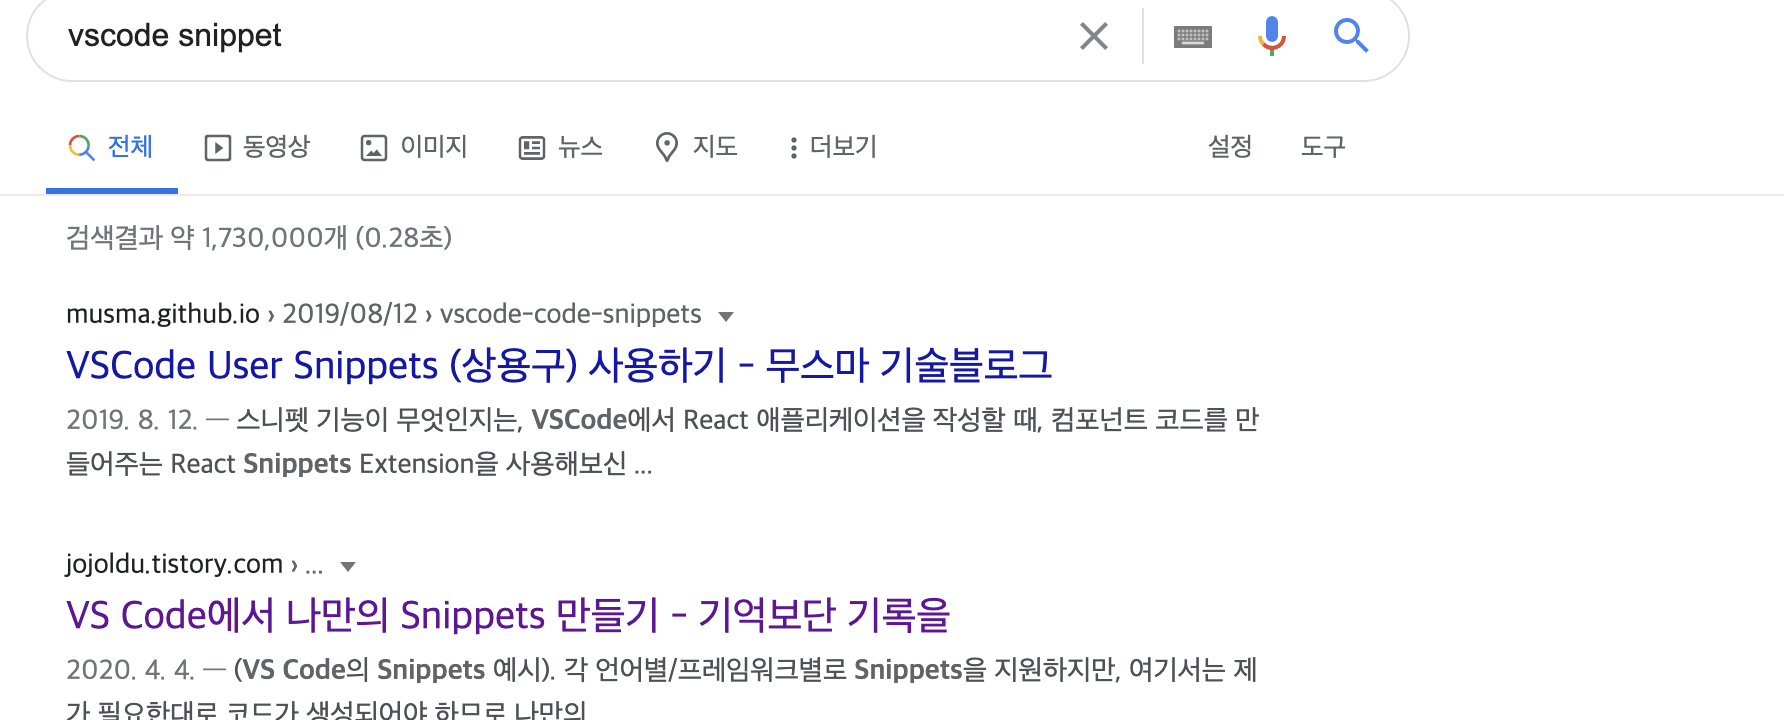 vscode snippet
전체 동영상 이미지 뉴스 지도 더보기 설정 도구
검색결과 약 1,730,000개 (0.28초)
musma.github.io › 2019/08/12 › vscode-code-snippets
VSCode User Snippets (상용구) 사용하기 - 무스마 기술블로그
2019. 8. 12. — 스니펫 기능이 무엇인지는, VSCode에서 React 애플리케이션을 작성할 때, 컴포넌트 코드를 만
들어주는 React Snippets Extension을 사용해보신 ...
jojoldu.tistory.com › ...
VS Code에서 나만의 Snippets 만들기 - 기억보단 기록을
2020. 4. 4. — (VS Code의 Snippets 예시). 각 언어별/프레임워크별로 Snippets을 지원하지만, 여기서는 제
가 필요한대로 코드가 생성되어야 하므로 나만의